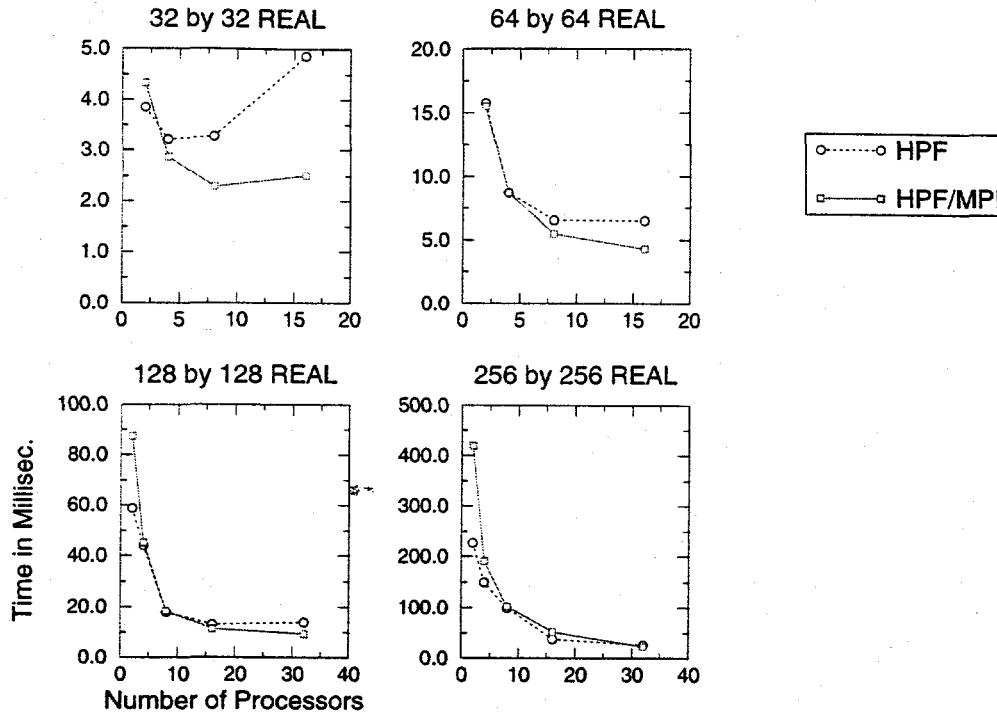 32 by 32 REAL
5.0
4.0
3.0
2.0
1.0
0.0
0 5 10 15 20
64 by 64 REAL
20.0
15.0
10.0
5.0
0.0
0 5 10 15 20
HPF
HPF/MPI
128 by 128 REAL
100.0
80.0
60.0
40.0
20.0
0.0
0 10 20 30 40
Time in Millisec.
Number of Processors
256 by 256 REAL
500.0
400.0
300.0
200.0
100.0
0.0
0 10 20 30 40